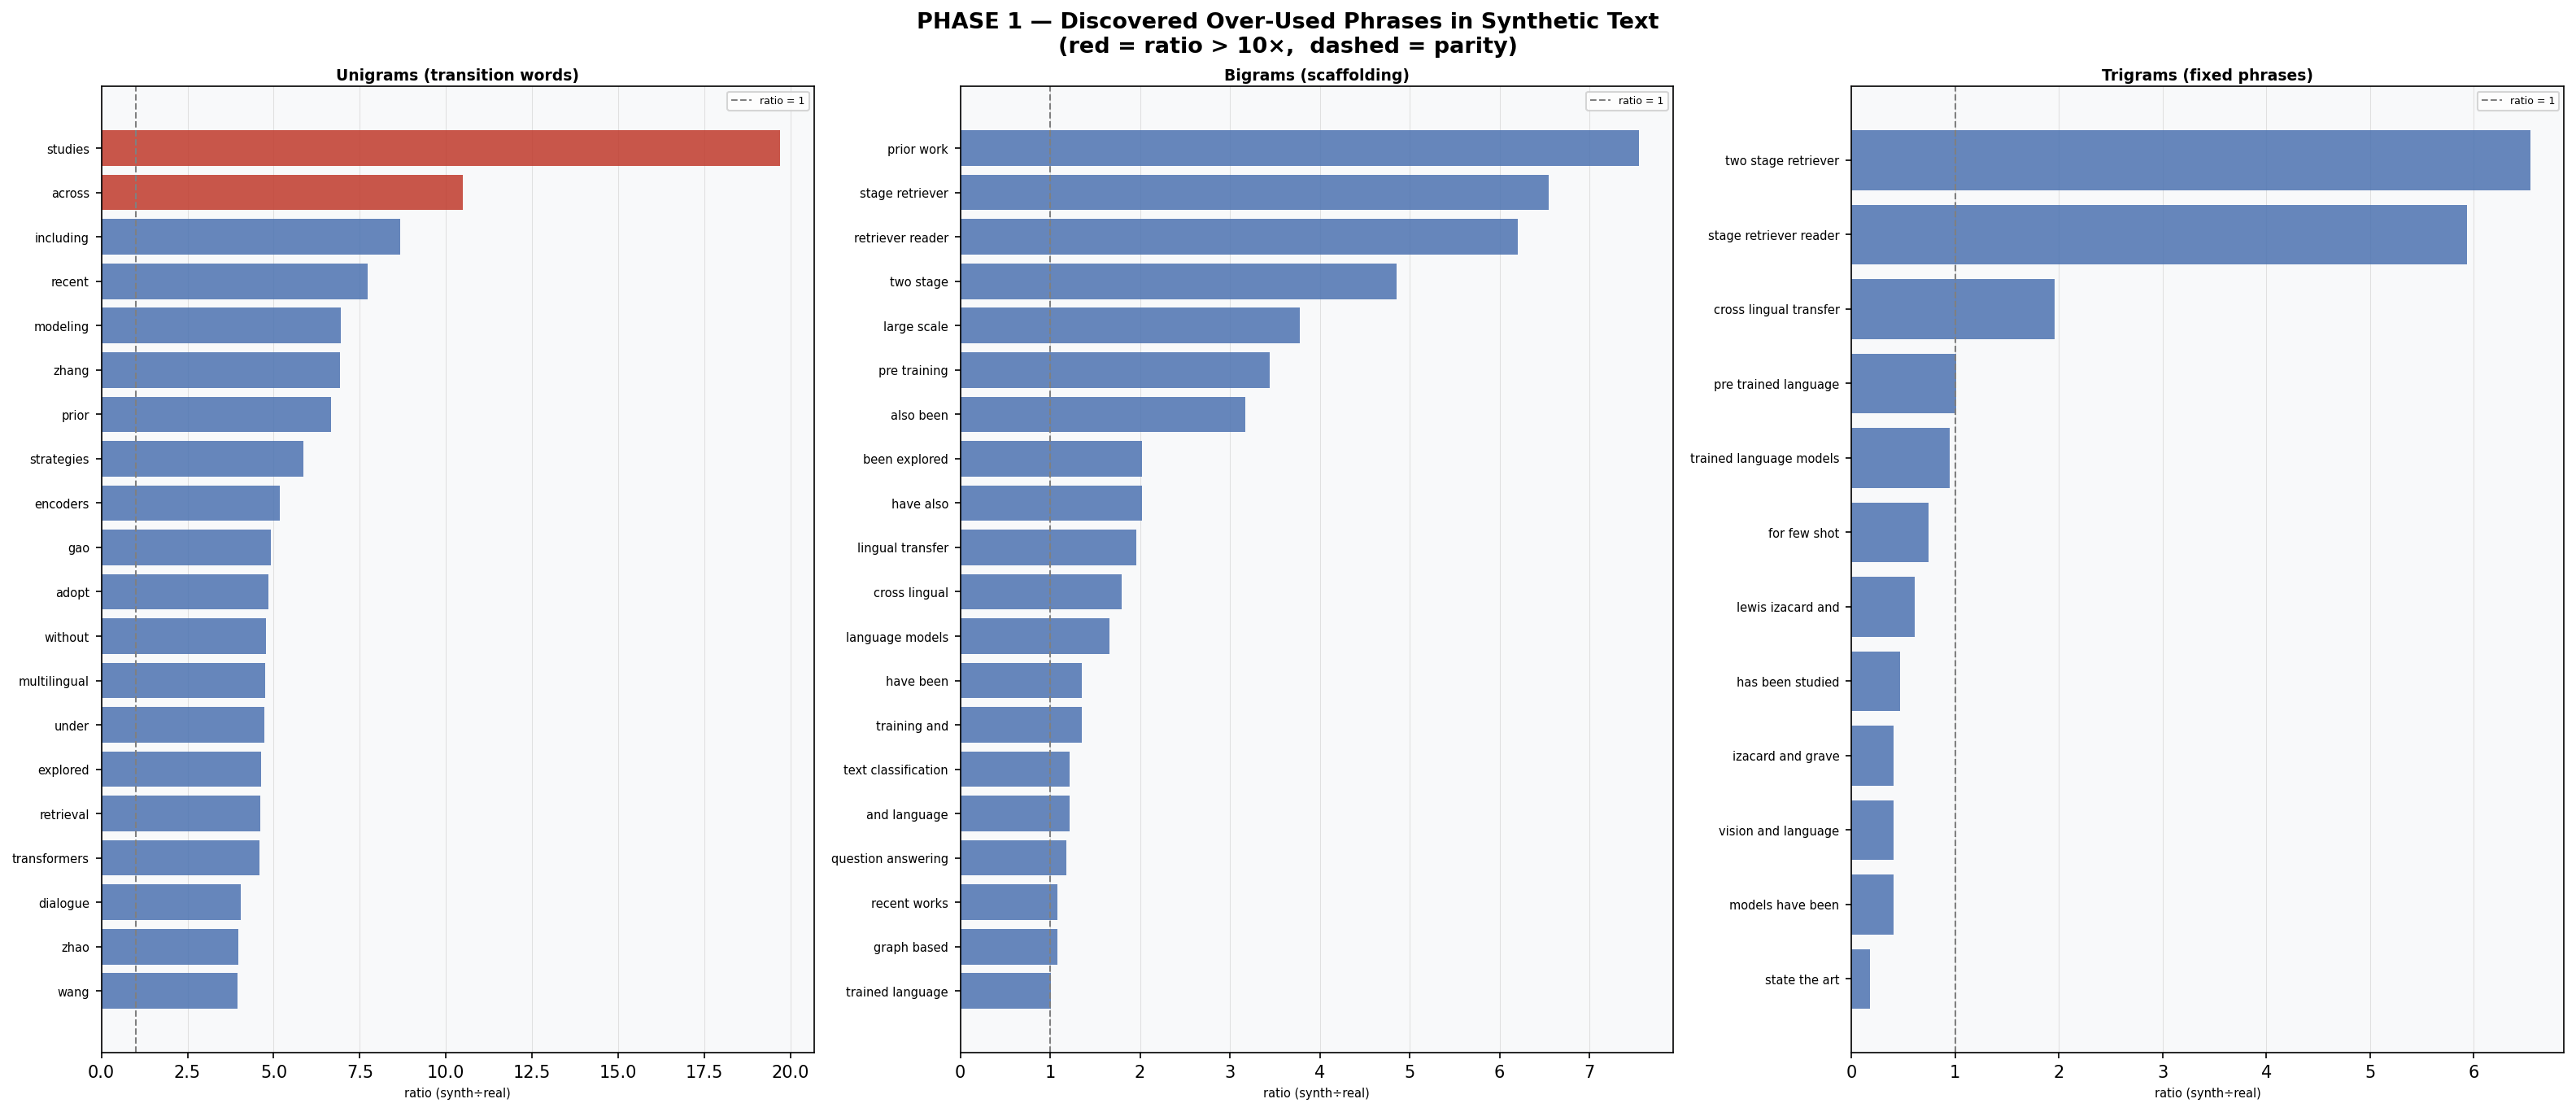 PHASE 1 — Discovered Over-Used Phrases in Synthetic Text
(red = ratio > 10×,  dashed = parity)
Unigrams (transition words)
ratio = 1
studies
across
including
recent
modeling
zhang
prior
strategies
encoders
gao
adopt
without
multilingual
under
explored
retrieval
transformers
dialogue
zhao
wang
0.0 2.5 5.0 7.5 10.0 12.5 15.0 17.5 20.0
ratio (synth÷real)
Bigrams (scaffolding)
ratio = 1
prior work
stage retriever
retriever reader
two stage
large scale
pre training
also been
been explored
have also
lingual transfer
cross lingual
language models
have been
training and
text classification
and language
question answering
recent works
graph based
trained language
0 1 2 3 4 5 6 7
ratio (synth÷real)
Trigrams (fixed phrases)
ratio = 1
two stage retriever
stage retriever reader
cross lingual transfer
pre trained language
trained language models
for few shot
lewis izacard and
has been studied
izacard and grave
vision and language
models have been
state the art
0 1 2 3 4 5 6
ratio (synth÷real)